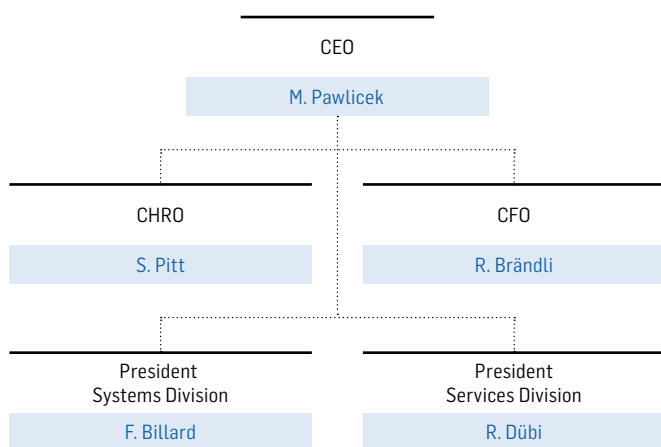 CEO
M. Pawlicek
CHRO
S. Pitt
CFO
R. Brändli
President
Systems Division
F. Billard
President
Services Division
R. Dübi